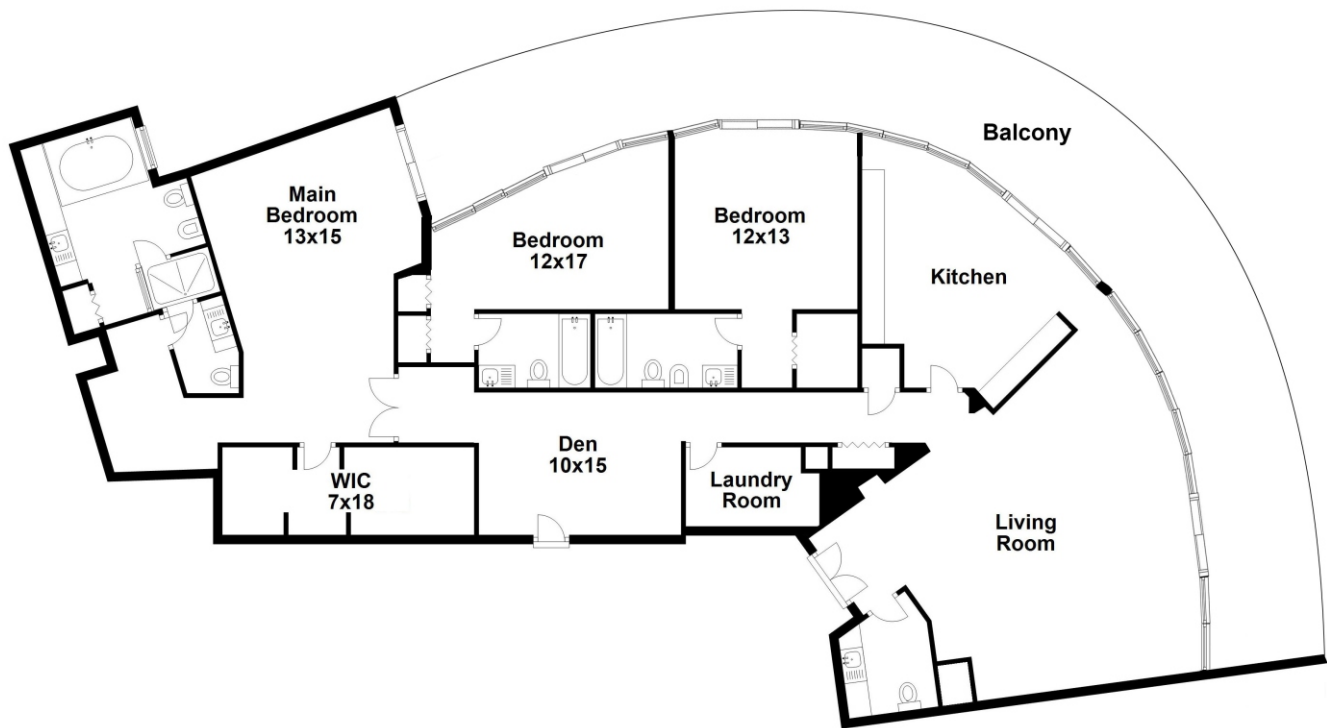 Balcony
Main
Bedroom
13x15
Bedroom
12x17
Bedroom
12x13
Kitchen
Den
10x15
WIC
7x18
Laundry
Room
Living
Room